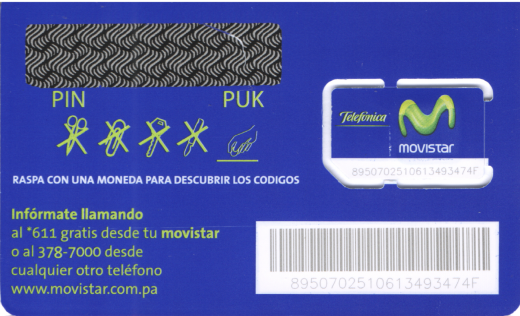 PIN PUK
Telefónica
movistar
8950702510613493474F
RASPA CON UNA MONEDA PARA DESCUBRIR LOS CODIGOS
Infórmate llamando
al *611 gratis desde tu movistar
o al 378-7000 desde
cualquier otro teléfono
www.movistar.com.pa
8950702510613493474F